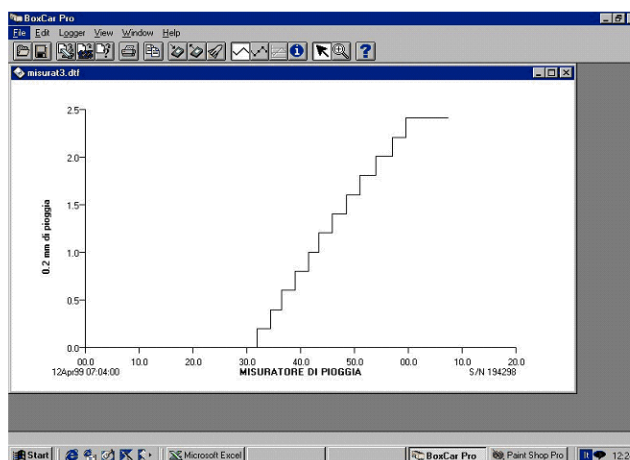 BoxCar Pro
File Edit Logger View Window Help
misurat3.dtf
2.5
2.0
1.5
1.0
0.5
0.0
0.2 mm di pioggia
00.0 10.0 20.0 30.0 40.0 50.0 00.0 10.0 20.0
12Apr99 07:04:00 MISURATORE DI PIOGGIA S/N 194298
Start Microsoft Excel BoxCar Pro Paint Shop Pro It 12:2